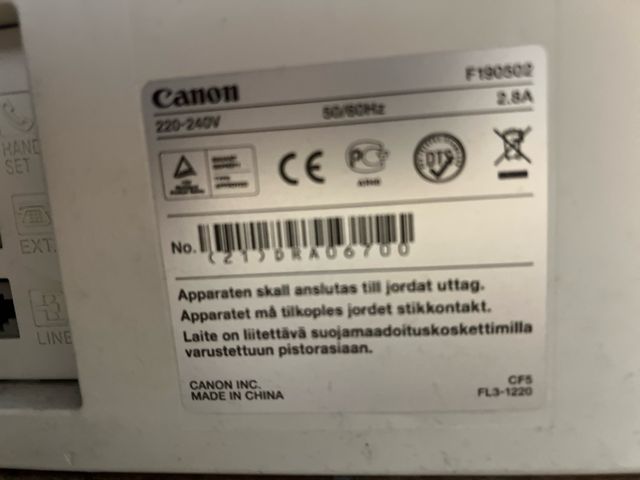 Canon
F190502
220-240V
50/60Hz
2.8A
HAND
SET
EXT.
LINE
CE
DTS
No.
(21)DRA06700
Apparaten skall anslutas till jordat uttag.
Apparatet må tilkoples jordet stikkontakt.
Laite on liitettävä suojamaadoituskoskettimilla
varustettuun pistorasiaan.
CANON INC.
MADE IN CHINA
CF5
FL3-1220